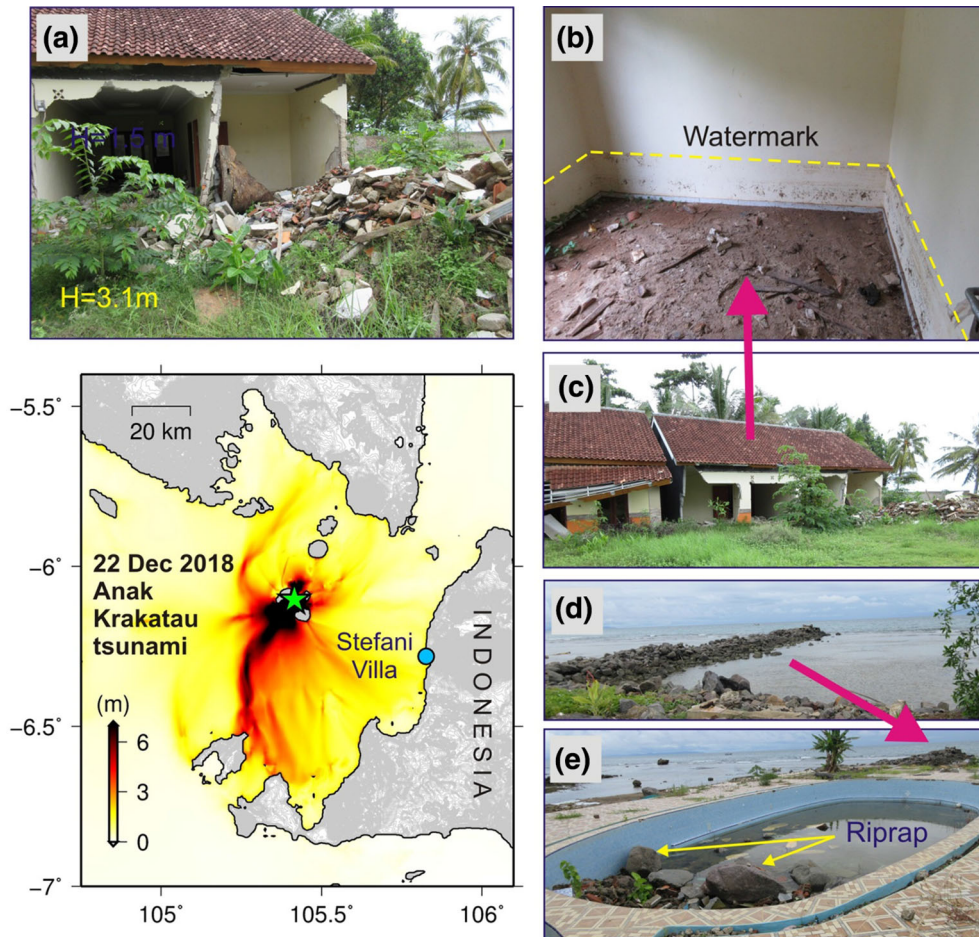 (a)
H=1.5 m
H=3.1m
(b)
Watermark
(c)
(d)
(e)
Riprap
−5.5˚
−6˚
−6.5˚
−7˚
20 km
22 Dec 2018
Anak
Krakatau
tsunami
Stefani
Villa
INDONESIA
(m)
6
3
0
105˚
105.5˚
106˚